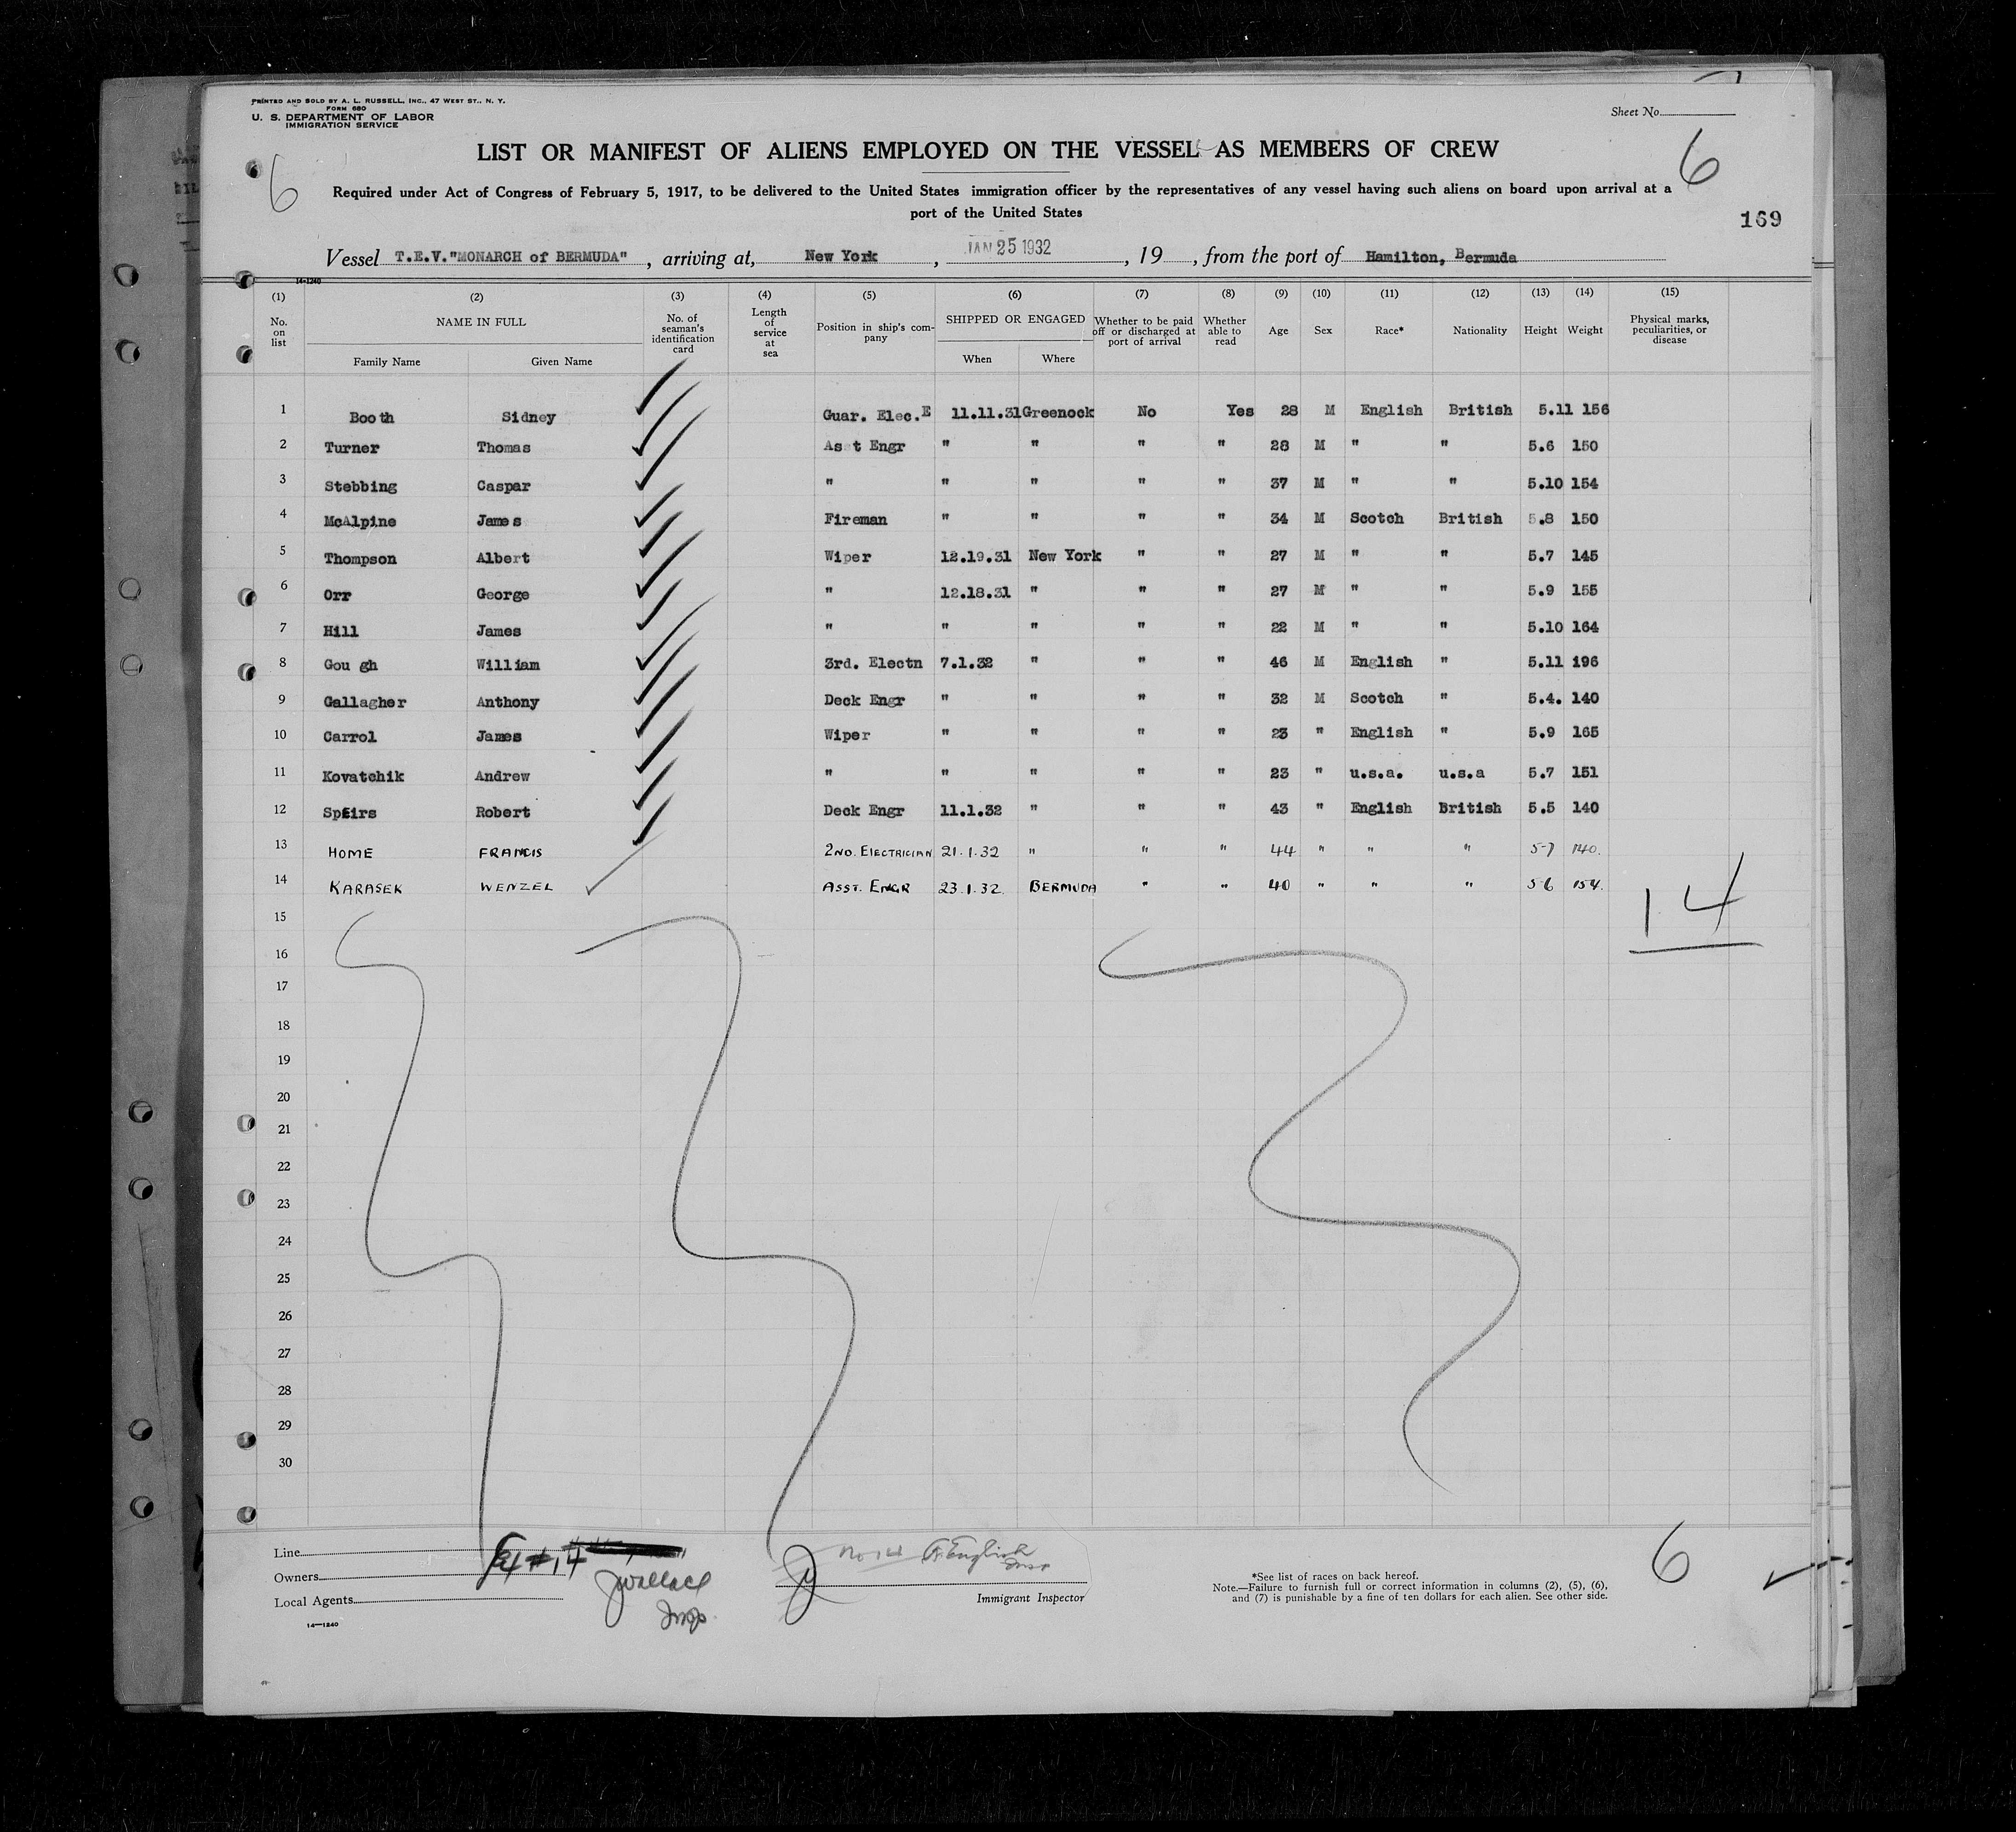 PRINTED AND SOLD BY A. L. RUSSELL, INC., 47 WEST ST., N. Y.
FORM 680
U. S. DEPARTMENT OF LABOR
IMMIGRATION SERVICE
Sheet No.
LIST OR MANIFEST OF ALIENS EMPLOYED ON THE VESSEL AS MEMBERS OF CREW
6
6
Required under Act of Congress of February 5, 1917, to be delivered to the United States immigration officer by the representatives of any vessel having such aliens on board upon arrival at a
port of the United States
169
Vessel T.E.V."MONARCH of BERMUDA" , arriving at, New York , JAN 25 1932 , 19 , from the port of Hamilton, Bermuda
14-1240
(1) (2) (3) (4) (5) (6) (7) (8) (9) (10) (11) (12) (13) (14) (15)
No. on list NAME IN FULL Family Name Given Name No. of seaman's identification card Length of service at sea Position in ship's company SHIPPED OR ENGAGED When Where Whether to be paid off or discharged at port of arrival Whether able to read Age Sex Race* Nationality Height Weight Physical marks, peculiarities, or disease
1 Booth Sidney Guar. Elec.E 11.11.31 Greenock No Yes 28 M English British 5.11 156
2 Turner Thomas As t Engr " " " " 28 M " " 5.6 150
3 Stebbing Caspar " " " " " 37 M " " 5.10 154
4 McAlpine James Fireman " " " " 34 M Scotch British 5.8 150
5 Thompson Albert Wiper 12.19.31 New York " " 27 M " " 5.7 145
6 Orr George " 12.18.31 " " " 27 M " " 5.9 155
7 Hill James " " " " " 22 M " " 5.10 164
8 Gou gh William 3rd. Electn 7.1.32 " " " 46 M English " 5.11 196
9 Gallagher Anthony Deck Engr " " " " 32 M Scotch " 5.4. 140
10 Carrol James Wiper " " " " 23 " English " 5.9 165
11 Kovatchik Andrew " " " " " 23 " u.s.a. u.s.a 5.7 151
12 Speirs Robert Deck Engr 11.1.32 " " " 43 " English British 5.5 140
13 HOME FRANCIS 2ND. ELECTRICIAN 21.1.32 " " " 44 " " " 5-7 140.
14 KARASEK WENZEL ASST. ENGR 23.1.32. BERMUDA " " 40 " " " 5-6 154.
14
15
16
17
18
19
20
21
22
23
24
25
26
27
28
29
30
Line
Owners
Local Agents
14—1240
JWallace
Insp.
No 14 English
Insp
Immigrant Inspector
*See list of races on back hereof.
Note.—Failure to furnish full or correct information in columns (2), (5), (6),
and (7) is punishable by a fine of ten dollars for each alien. See other side.
6